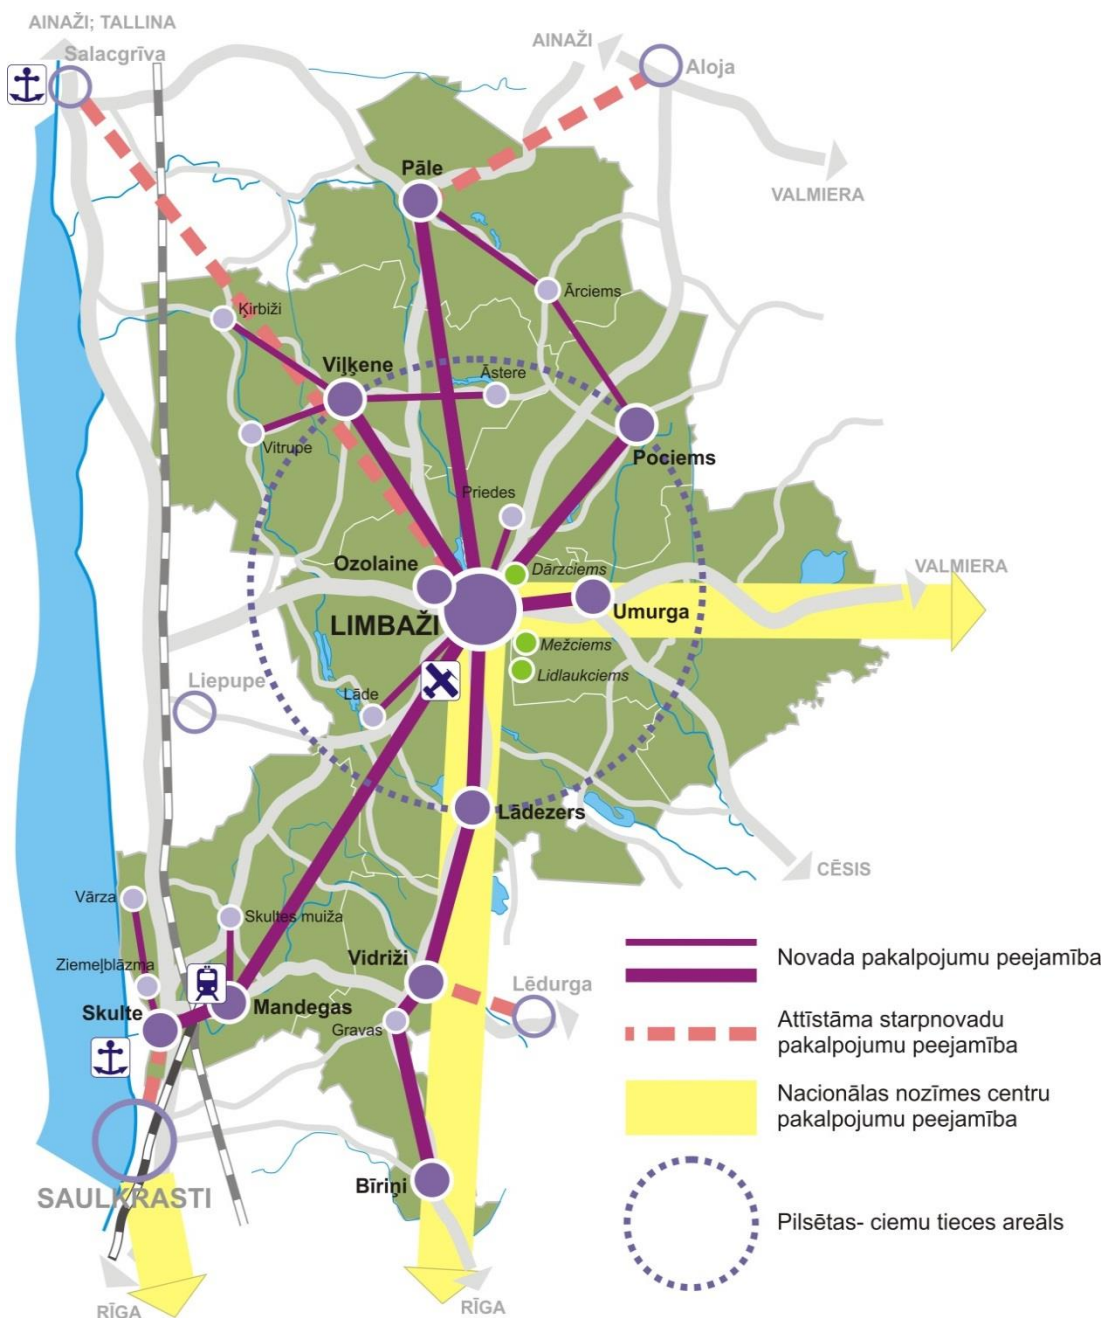 AINAŽI; TALLINA
Salacgrīva
AINAŽI
Aloja
VALMIERA
Pāle
Ārciems
Ķirbiži
Viļķene
Āstere
Vitrupe
Pociems
Priedes
Ozolaine
Dārzciems
VALMIERA
Umurga
LIMBAŽI
Mežciems
Lidlaukciems
Liepupe
Lāde
Lādezers
CĒSIS
Vārza
Skultes muiža
Ziemeļblāzma
Vidriži
Lēdurga
Skulte
Mandegas
Gravas
Bīriņi
SAULKRASTI
RĪGA
RĪGA
Novada pakalpojumu peejamība
Attīstāma starpnovadu
pakalpojumu peejamība
Nacionālas nozīmes centru
pakalpojumu peejamība
Pilsētas- ciemu tieces areāls